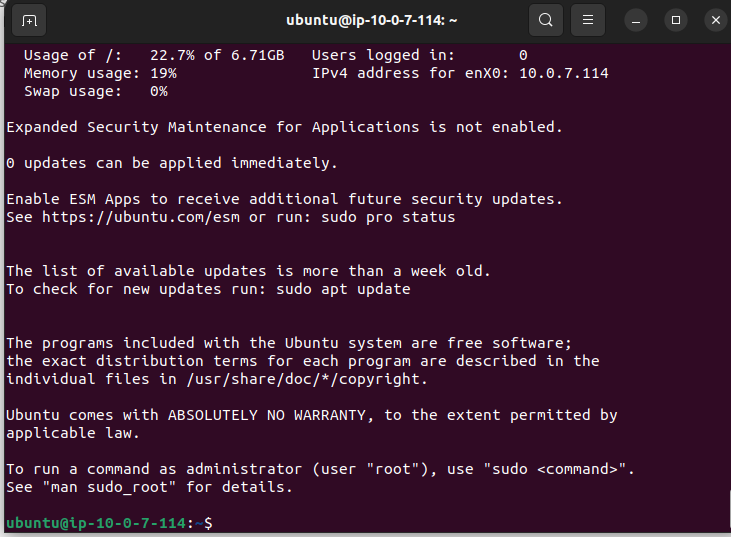 ubuntu@ip-10-0-7-114: ~
Usage of /:   22.7% of 6.71GB   Users logged in:       0
Memory usage: 19%               IPv4 address for enX0: 10.0.7.114
Swap usage:   0%
Expanded Security Maintenance for Applications is not enabled.
0 updates can be applied immediately.
Enable ESM Apps to receive additional future security updates.
See https://ubuntu.com/esm or run: sudo pro status
The list of available updates is more than a week old.
To check for new updates run: sudo apt update
The programs included with the Ubuntu system are free software;
the exact distribution terms for each program are described in the
individual files in /usr/share/doc/*/copyright.
Ubuntu comes with ABSOLUTELY NO WARRANTY, to the extent permitted by
applicable law.
To run a command as administrator (user "root"), use "sudo <command>".
See "man sudo_root" for details.
ubuntu@ip-10-0-7-114:~$